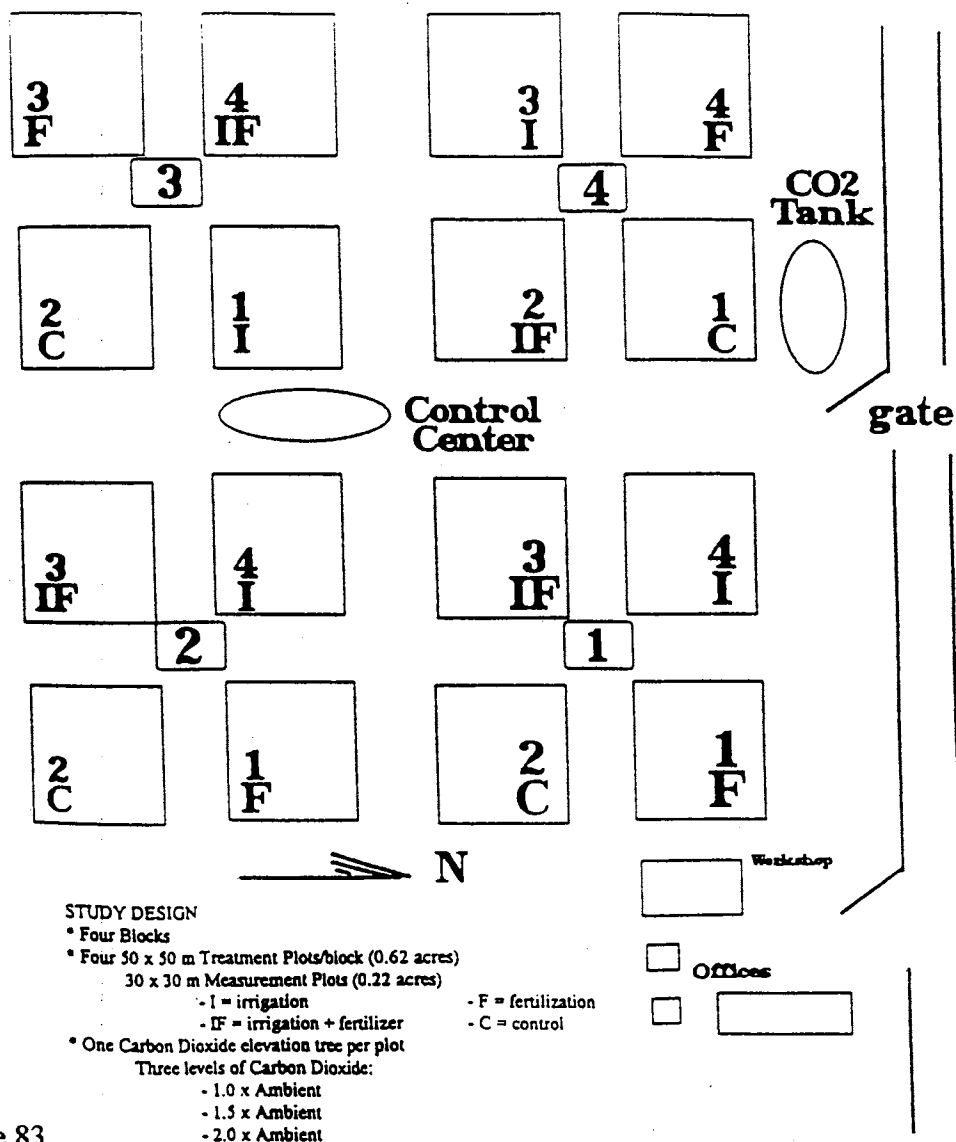 3 4 3 4
F IF I F
3 4
CO2
Tank
2 1 2 1
C I IF C
Control
Center
gate
3 4 3 4
IF I IF I
2 1
2 1 2 1
C F C F
N
Workshop
STUDY DESIGN
* Four Blocks
* Four 50 x 50 m Treatment Plots/block (0.62 acres)
30 x 30 m Measurement Plots (0.22 acres)
- I = irrigation - F = fertilization
- IF = irrigation + fertilizer - C = control
* One Carbon Dioxide elevation tree per plot
Three levels of Carbon Dioxide:
- 1.0 x Ambient
- 1.5 x Ambient
- 2.0 x Ambient
Offices
e 83